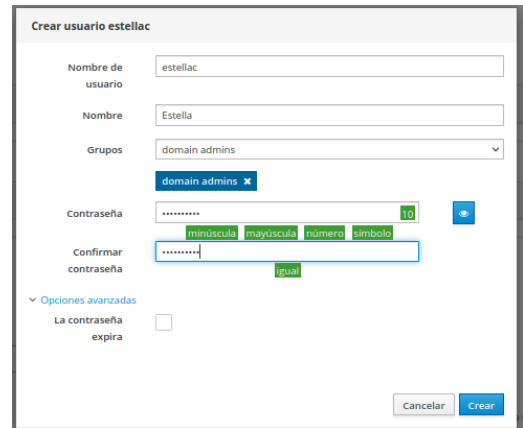 Crear usuario estellac
Nombre de usuario
estellac
Nombre
Estella
Grupos
domain admins
domain admins ×
Contraseña
•••••••••• 10
minúscula mayúscula número símbolo
Confirmar contraseña
••••••••••
igual
Opciones avanzadas
La contraseña expira
Cancelar Crear